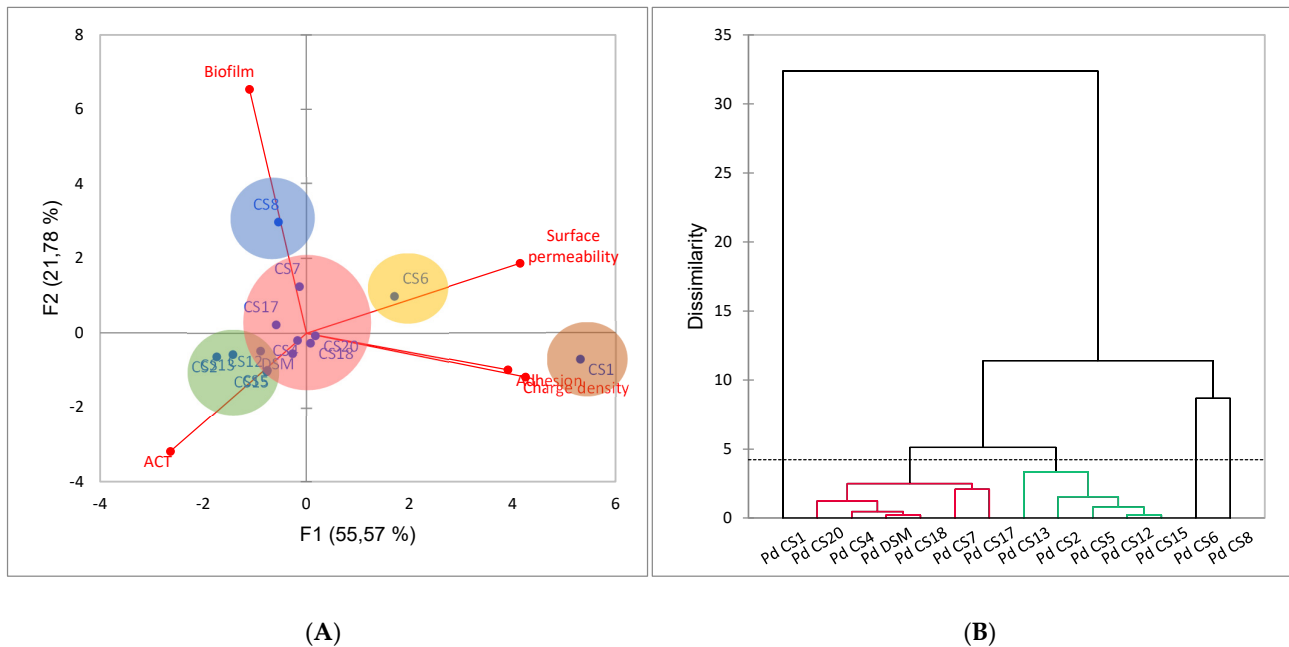 8
6
4
2
0
-2
-4
-4
-2
0
2
4
6
F2 (21,78 %)
F1 (55,57 %)
Biofilm
CS8
Surface
permeability
CS7
CS6
CS17
CS20
CS18
CS12
DSM
CS15
CS1
Adhesion
Charge density
ACT
(A)
35
30
25
20
15
10
5
0
Dissimilarity
Pd CS1
Pd CS20
Pd CS4
Pd DSM
Pd CS18
Pd CS7
Pd CS17
Pd CS13
Pd CS2
Pd CS5
Pd CS12
Pd CS15
Pd CS6
Pd CS8
(B)